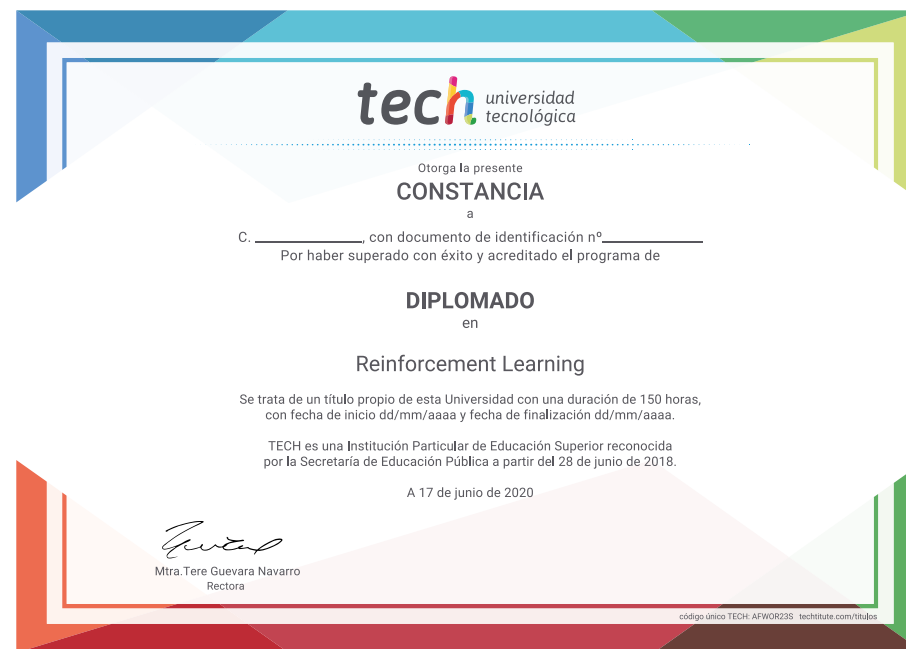 tech universidad
tecnológica
Otorga la presente
CONSTANCIA
a
C. ____________, con documento de identificación nº____________
Por haber superado con éxito y acreditado el programa de
DIPLOMADO
en
Reinforcement Learning
Se trata de un título propio de esta Universidad con una duración de 150 horas,
con fecha de inicio dd/mm/aaaa y fecha de finalización dd/mm/aaaa.
TECH es una Institución Particular de Educación Superior reconocida
por la Secretaría de Educación Pública a partir del 28 de junio de 2018.
A 17 de junio de 2020
Mtra.Tere Guevara Navarro
Rectora
código único TECH: AFWOR23S techtitute.com/titulos